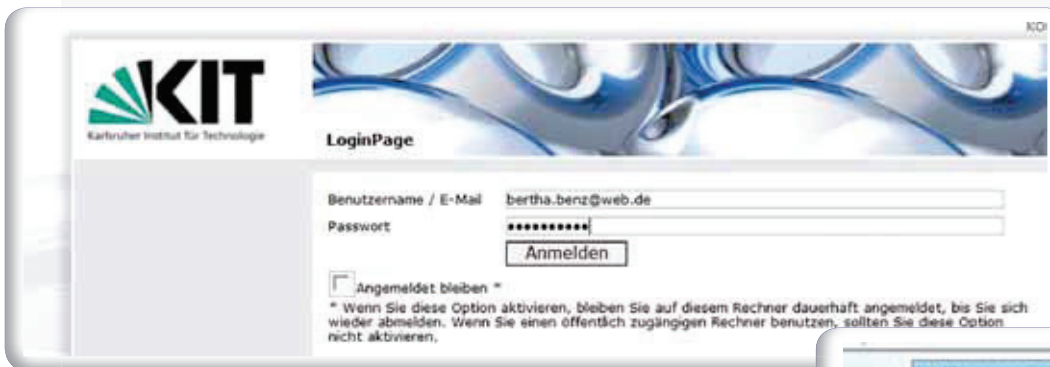 KIT
Karlsruher Institut für Technologie
LoginPage
Benutzername / E-Mail bertha.benz@web.de
Passwort ••••••••••
Anmelden
Angemeldet bleiben *
* Wenn Sie diese Option aktivieren, bleiben Sie auf diesem Rechner dauerhaft angemeldet, bis Sie sich
wieder abmelden. Wenn Sie einen öffentlich zugängigen Rechner benutzen, sollten Sie diese Option
nicht aktivieren.